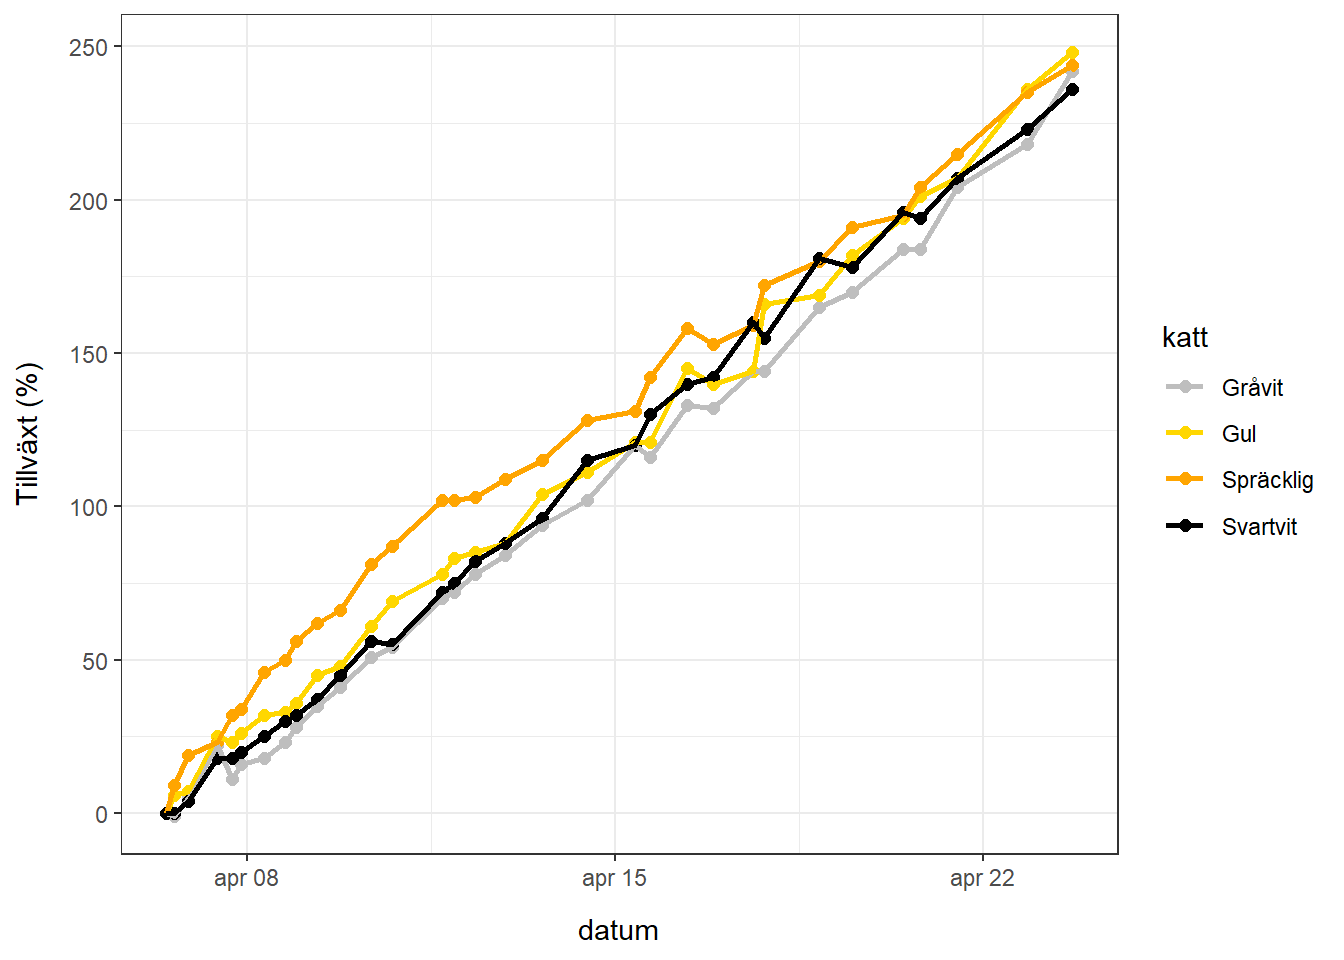 250
200
150
100
50
0
Tillväxt (%)
apr 08
apr 15
apr 22
datum
katt
Gråvit
Gul
Spräcklig
Svartvit